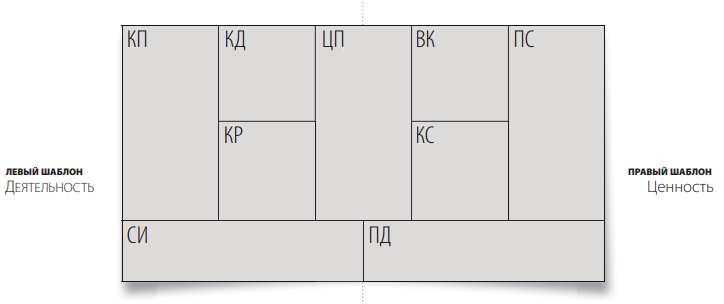 КП
КД
ЦП
ВК
ПС
КР
КС
ЛЕВЫЙ ШАБЛОН
ДЕЯТЕЛЬНОСТЬ
ПРАВЫЙ ШАБЛОН
Ценность
СИ
ПД